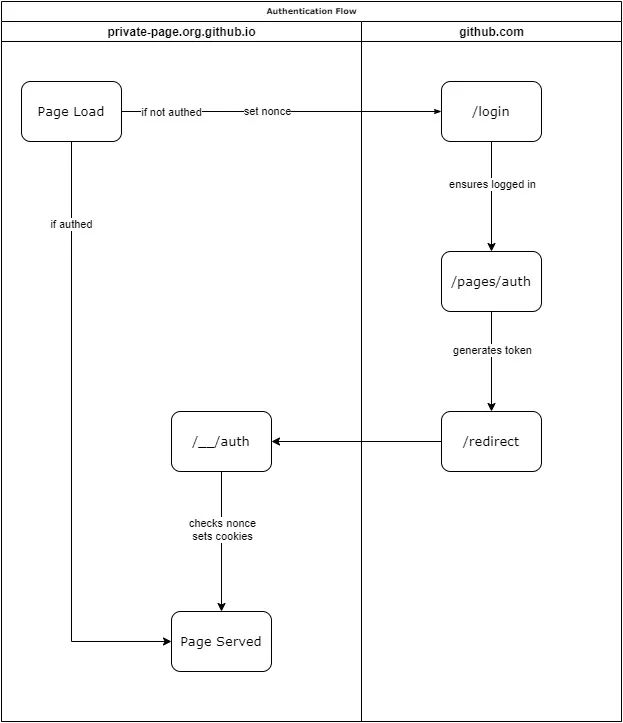 Authentication Flow
private-page.org.github.io
github.com
Page Load
if not authed
set nonce
/login
ensures logged in
if authed
/pages/auth
generates token
/__/auth
/redirect
checks nonce
sets cookies
Page Served